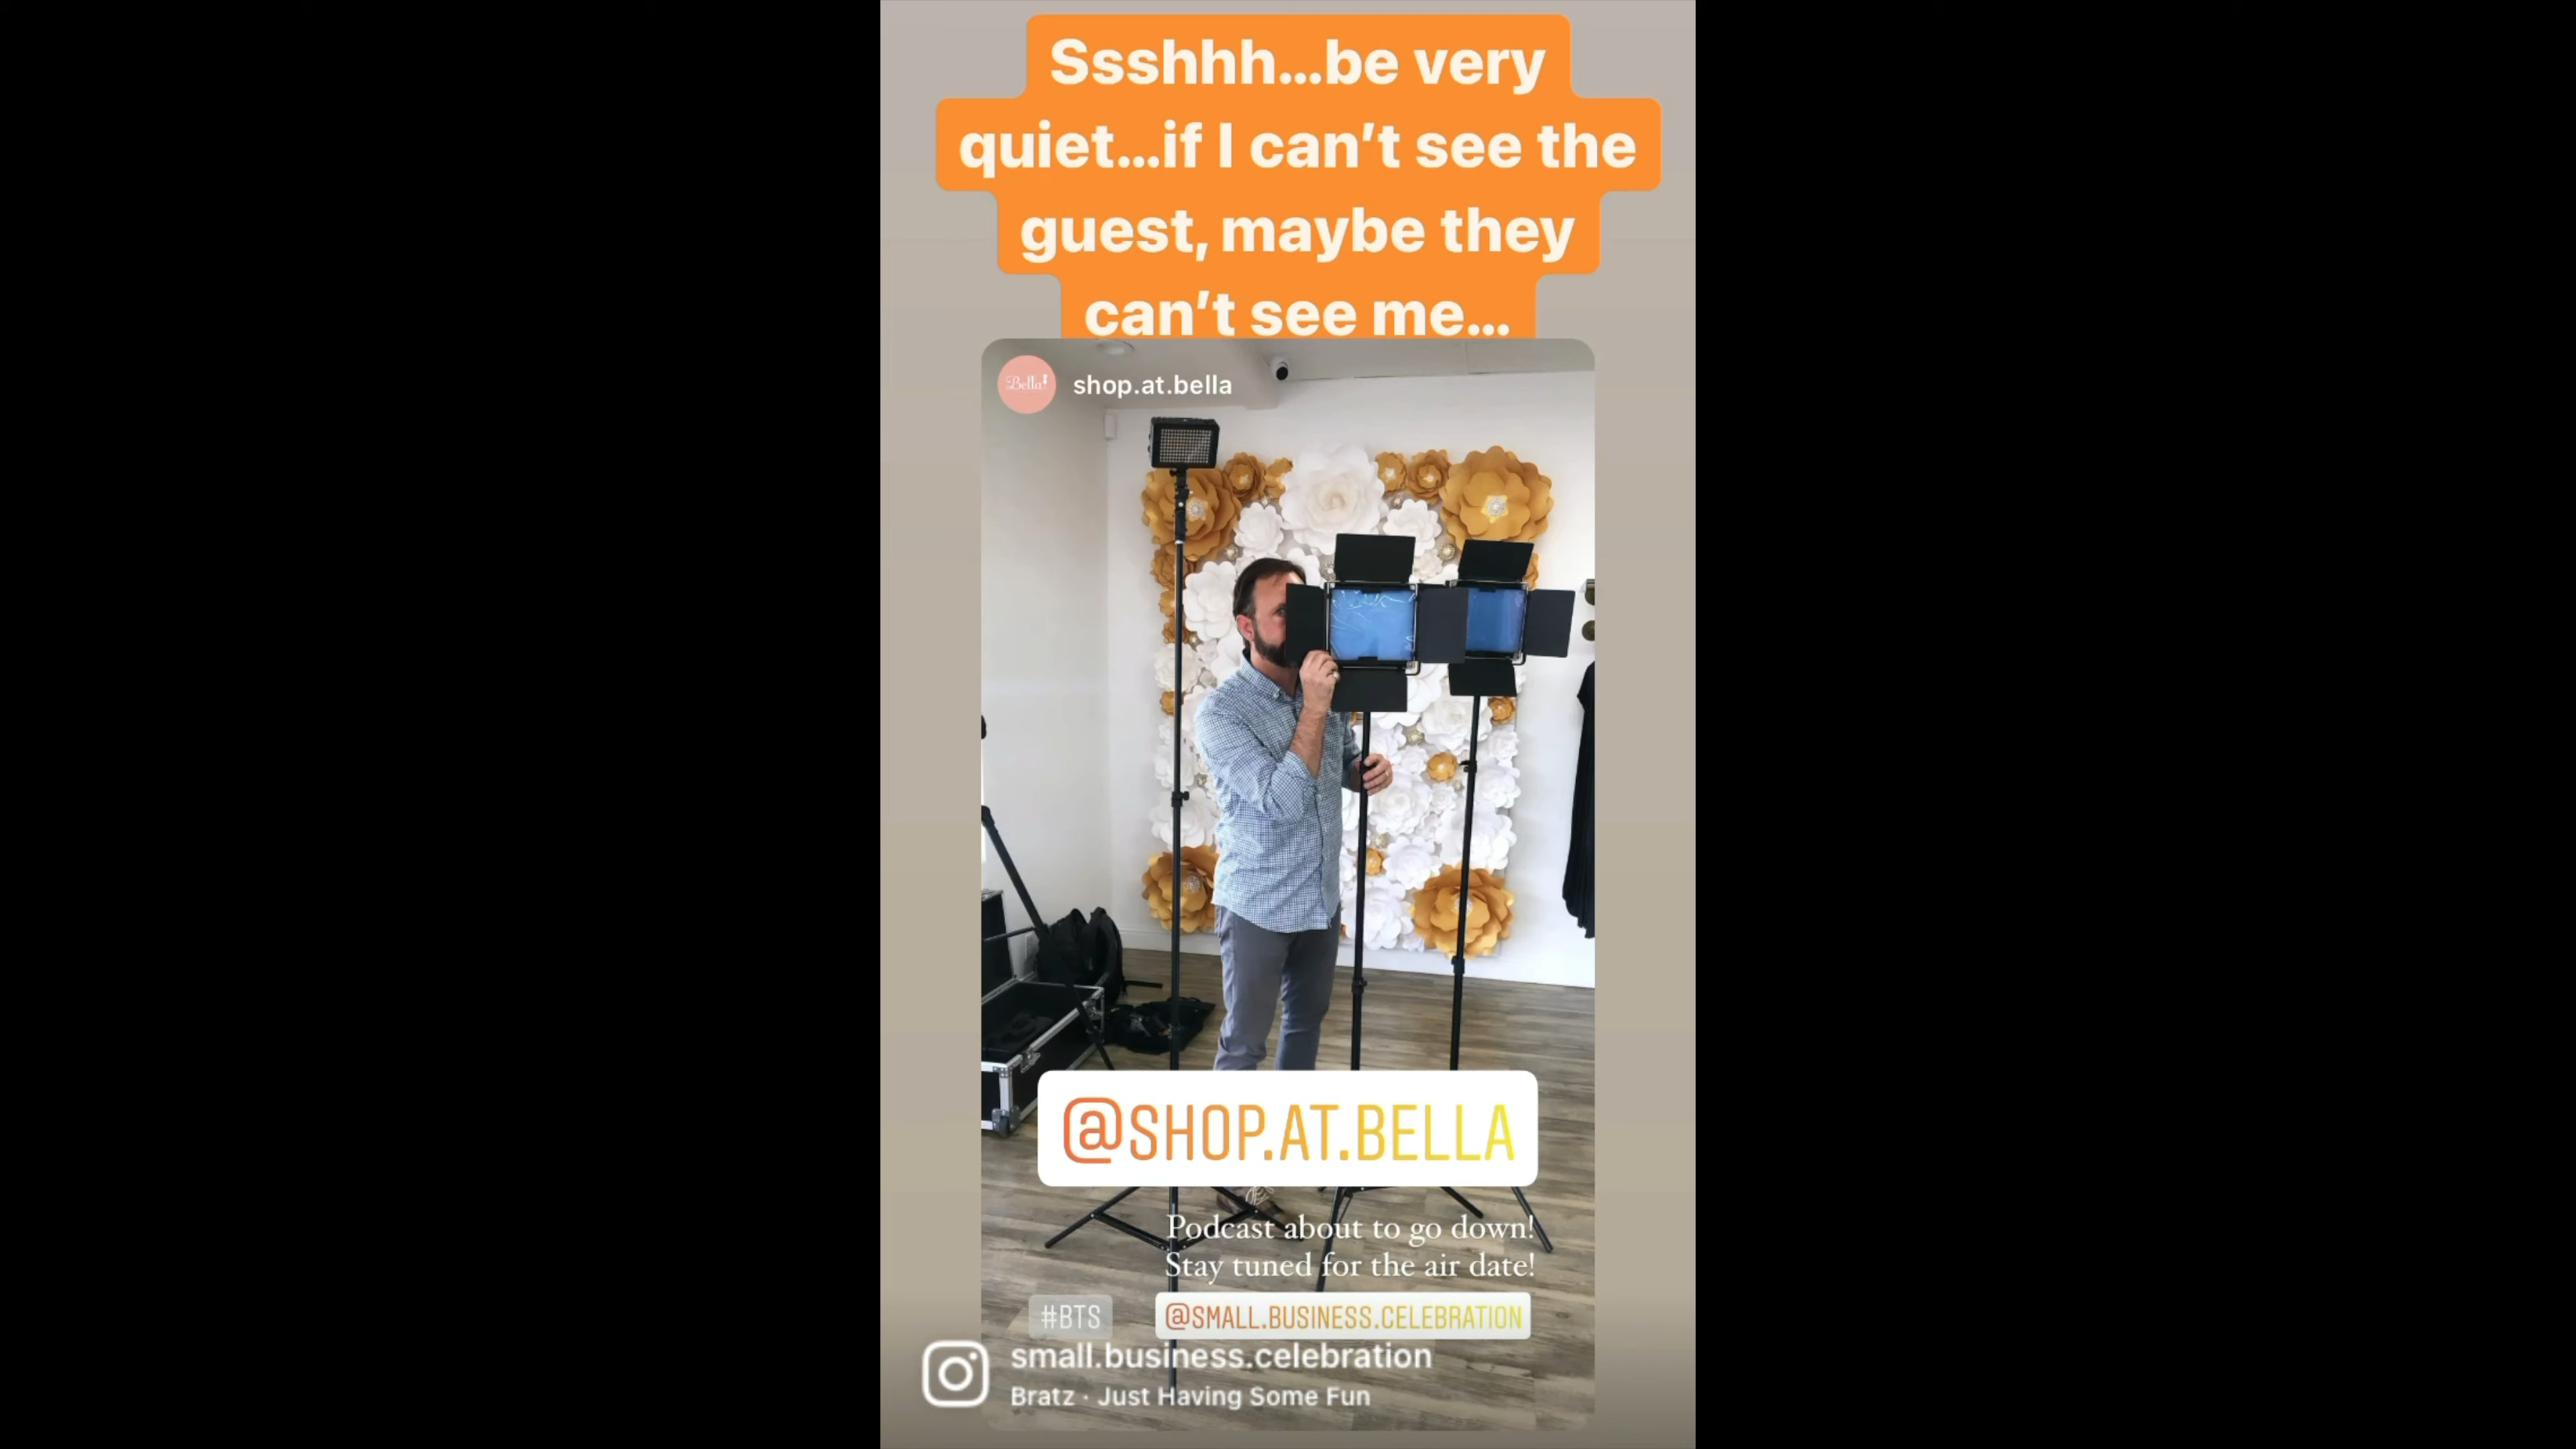 Sssshhh...be very
quiet...if I can't see the
guest, maybe they
can't see me...
Bella!
shop.at.bella
@SHOP.AT.BELLA
Podcast about to go down!
Stay tuned for the air date!
#BTS
@SMALL.BUSINESS.CELEBRATION
small.business.celebration
Bratz · Just Having Some Fun